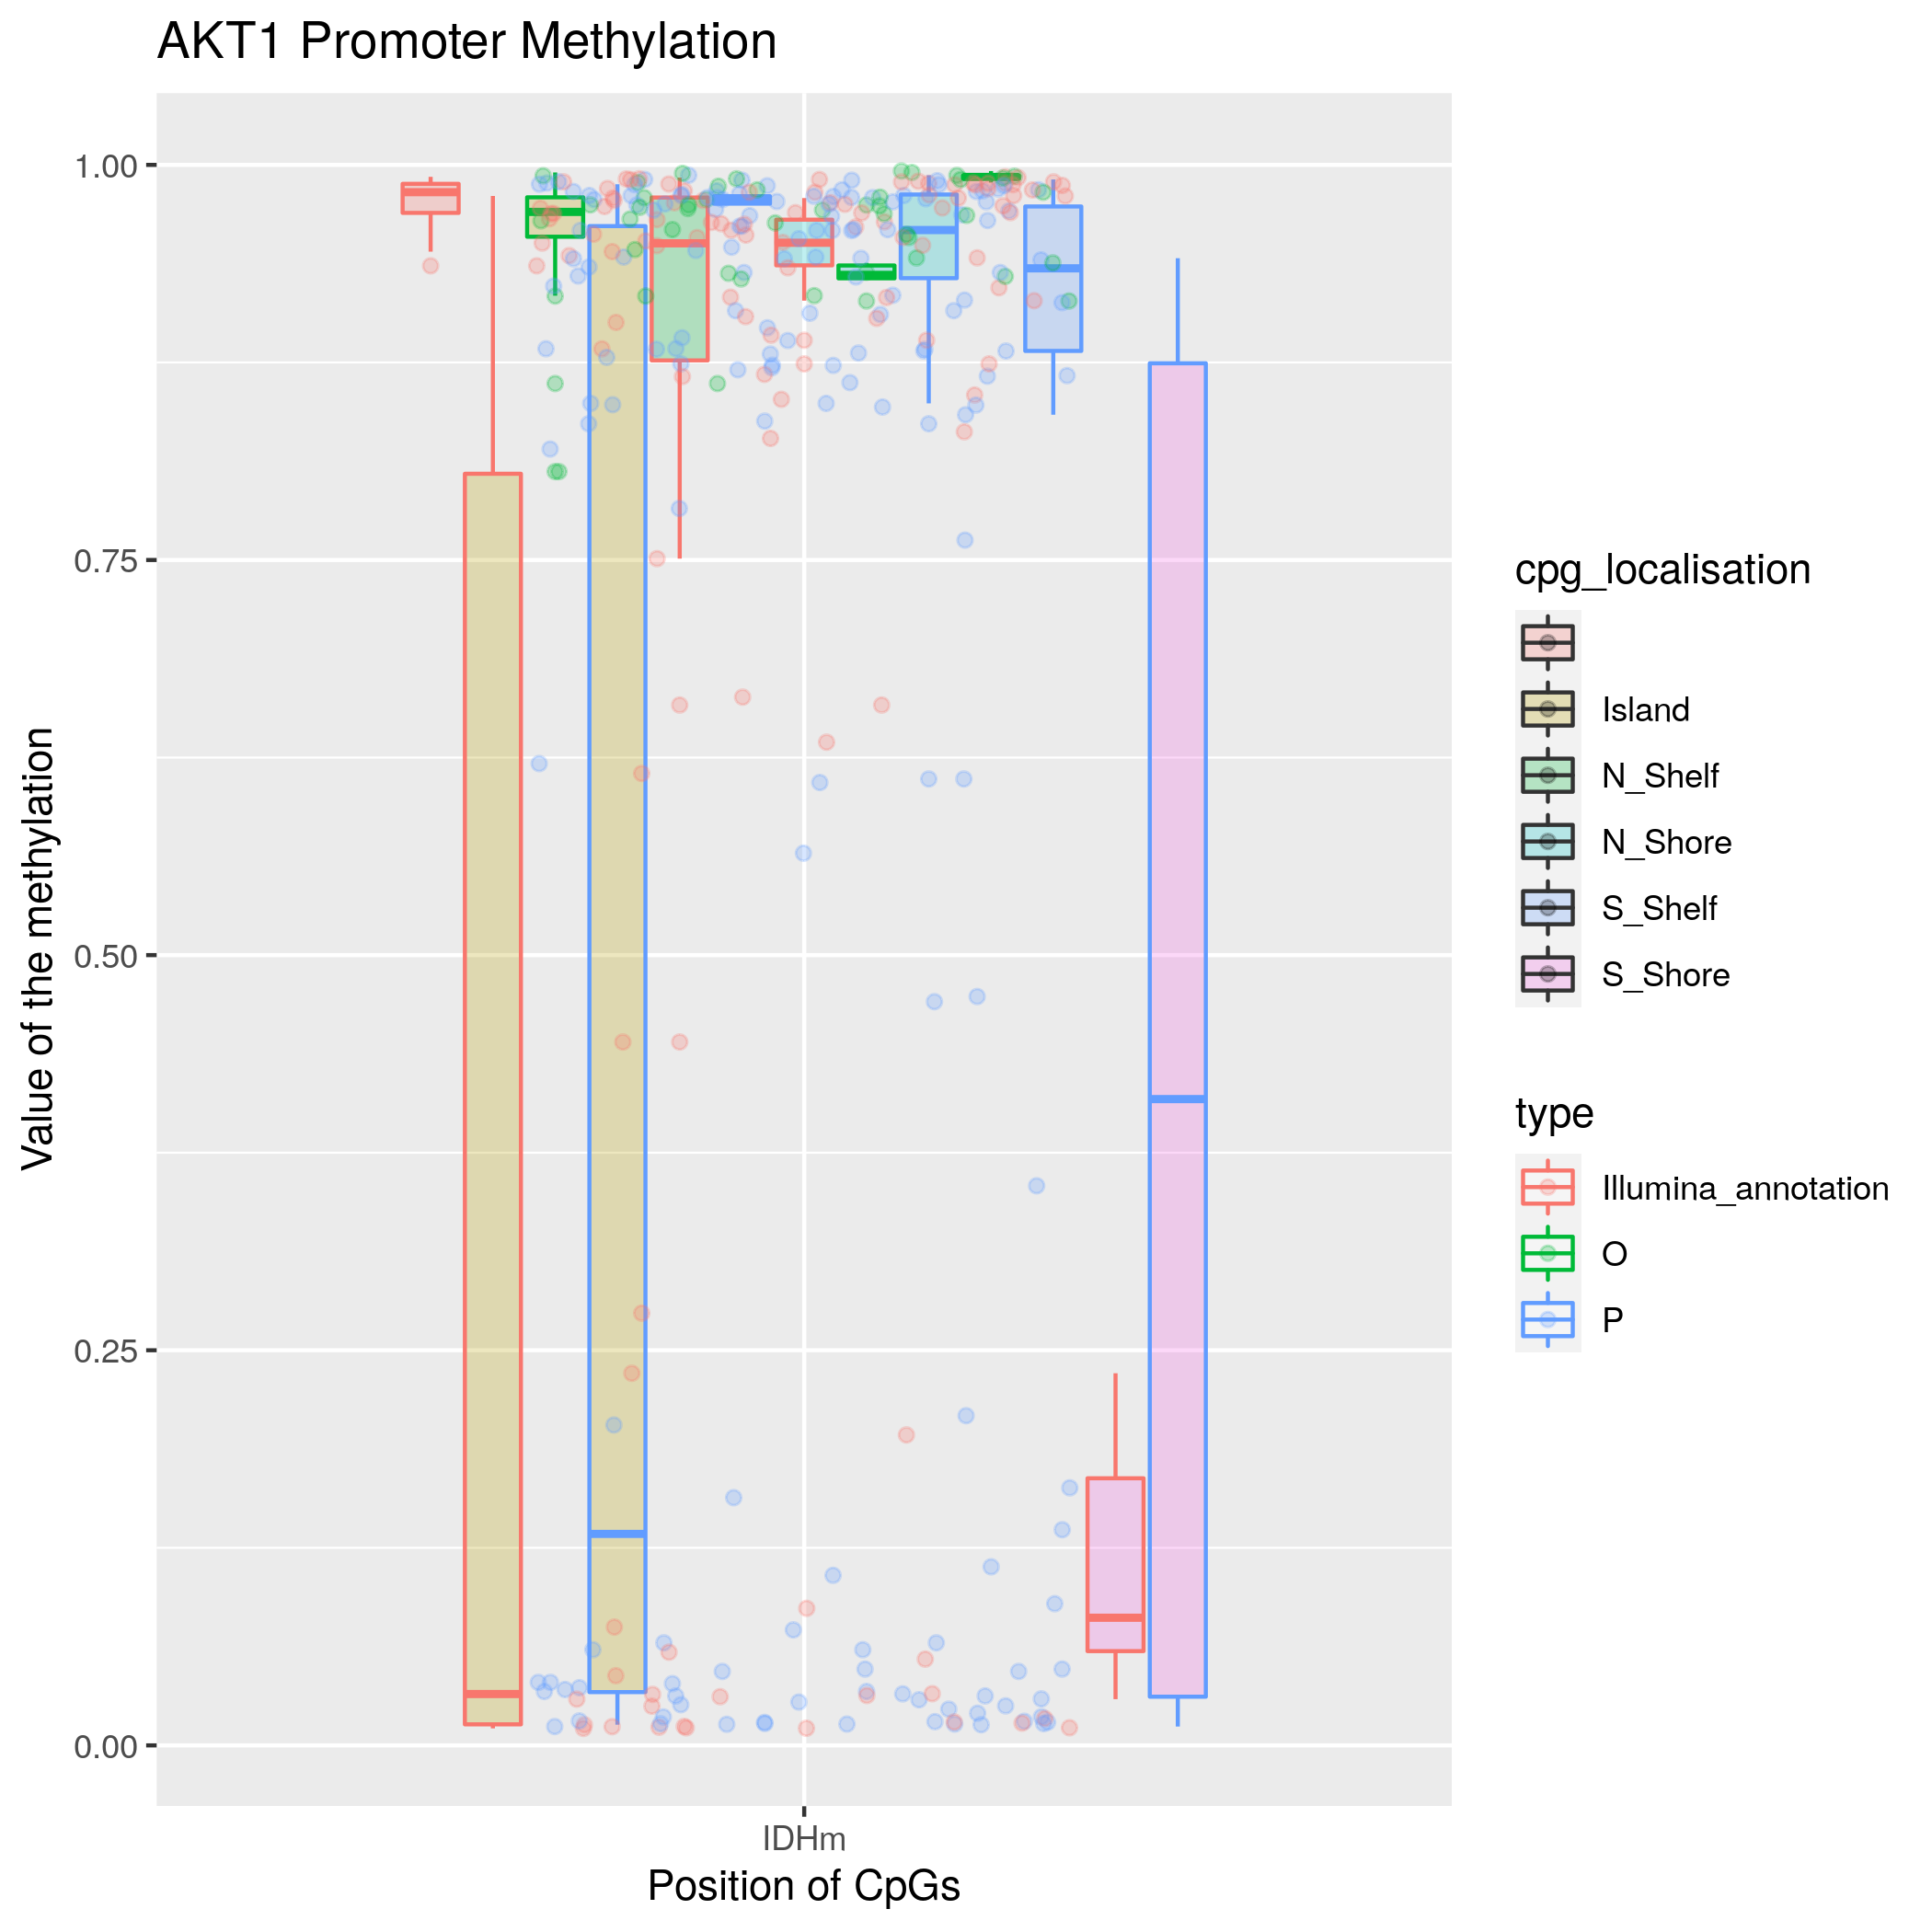 AKT1 Promoter Methylation
1.00
0.75
0.50
0.25
0.00
Value of the methylation
IDHm
Position of CpGs
cpg_localisation
Island
N_Shelf
N_Shore
S_Shelf
S_Shore
type
Illumina_annotation
O
P